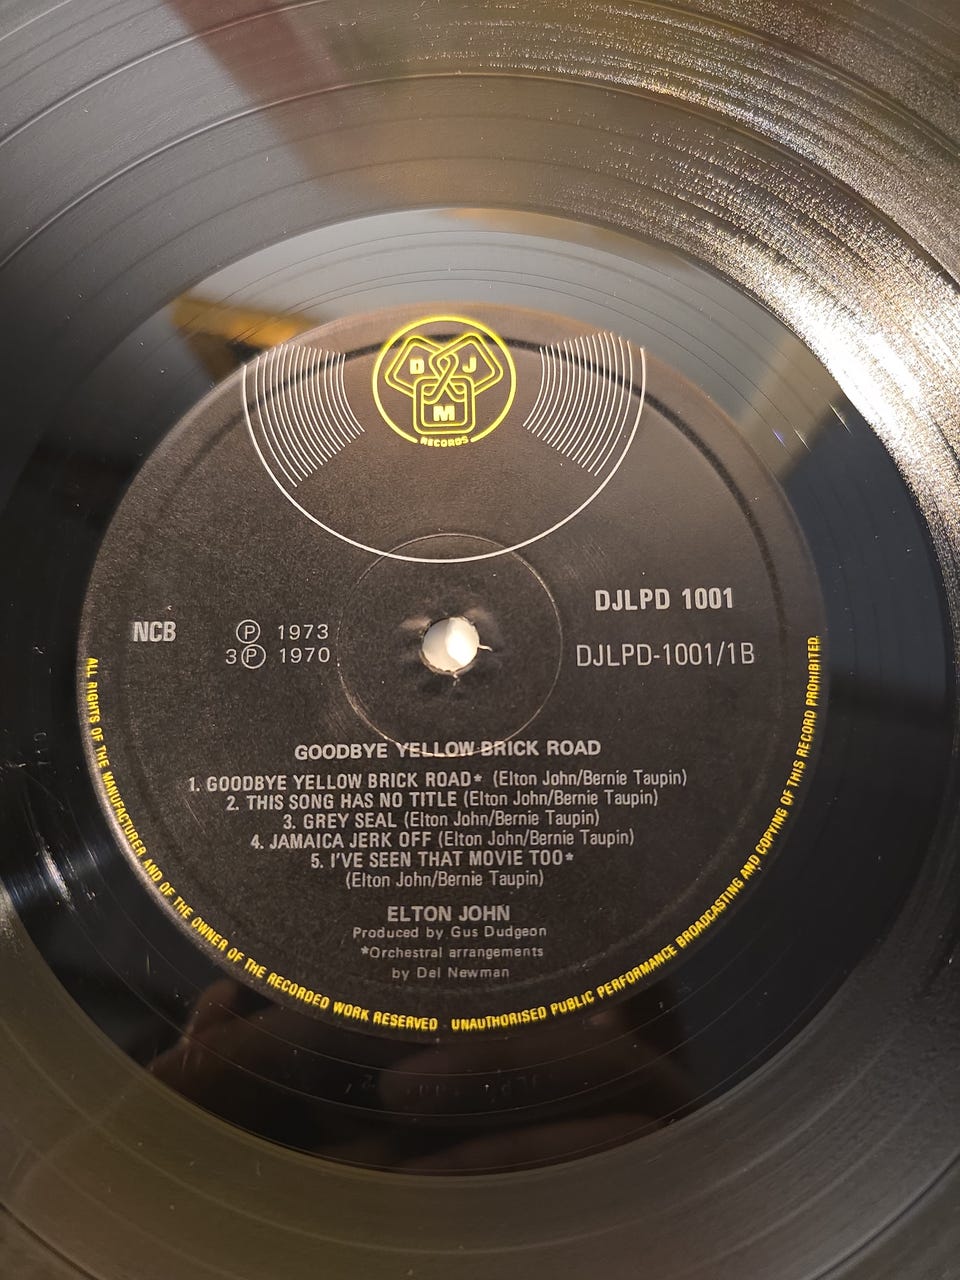 D J
M
RECORDS
DJLPD 1001
NCB ℗ 1973
3℗ 1970
DJLPD-1001/1B
GOODBYE YELLOW BRICK ROAD
1. GOODBYE YELLOW BRICK ROAD* (Elton John/Bernie Taupin)
2. THIS SONG HAS NO TITLE (Elton John/Bernie Taupin)
3. GREY SEAL (Elton John/Bernie Taupin)
4. JAMAICA JERK OFF (Elton John/Bernie Taupin)
5. I'VE SEEN THAT MOVIE TOO*
(Elton John/Bernie Taupin)
ELTON JOHN
Produced by Gus Dudgeon
*Orchestral arrangements
by Del Newman
ALL RIGHTS OF THE MANUFACTURER AND OF THE OWNER OF THE RECORDED WORK RESERVED UNAUTHORISED PUBLIC PERFORMANCE BROADCASTING AND COPYING OF THIS RECORD PROHIBITED.